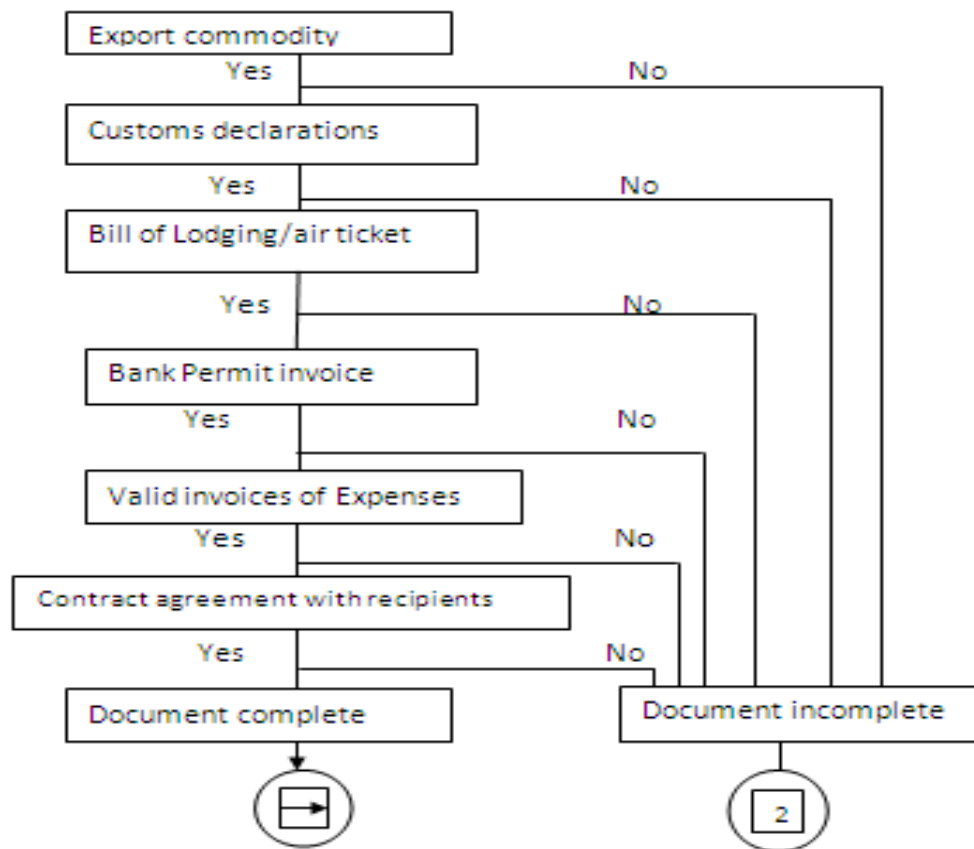 Export commodity
Yes No
Customs declarations
Yes No
Bill of Lodging/air ticket
Yes No
Bank Permit invoice
Yes No
Valid invoices of Expenses
Yes No
Contract agreement with recipients
Yes No
Document complete Document incomplete
2